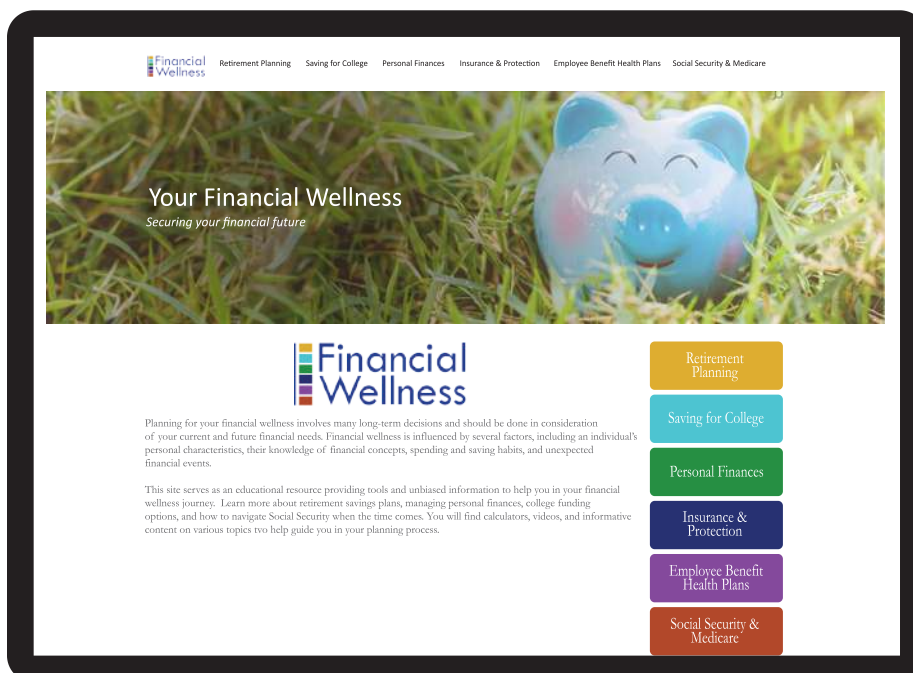 Financial
Wellness
Retirement Planning Saving for College Personal Finances Insurance & Protection Employee Benefit Health Plans Social Security & Medicare
Your Financial Wellness
Securing your financial future
Financial
Wellness
Planning for your financial wellness involves many long-term decisions and should be done in consideration
of your current and future financial needs. Financial wellness is influenced by several factors, including an individual's
personal characteristics, their knowledge of financial concepts, spending and saving habits, and unexpected
financial events.
This site serves as an educational resource providing tools and unbiased information to help you in your financial
wellness journey. Learn more about retirement savings plans, managing personal finances, college funding
options, and how to navigate Social Security when the time comes. You will find calculators, videos, and informative
content on various topics tvo help guide you in your planning process.
Retirement
Planning
Saving for College
Personal Finances
Insurance &
Protection
Employee Benefit
Health Plans
Social Security &
Medicare